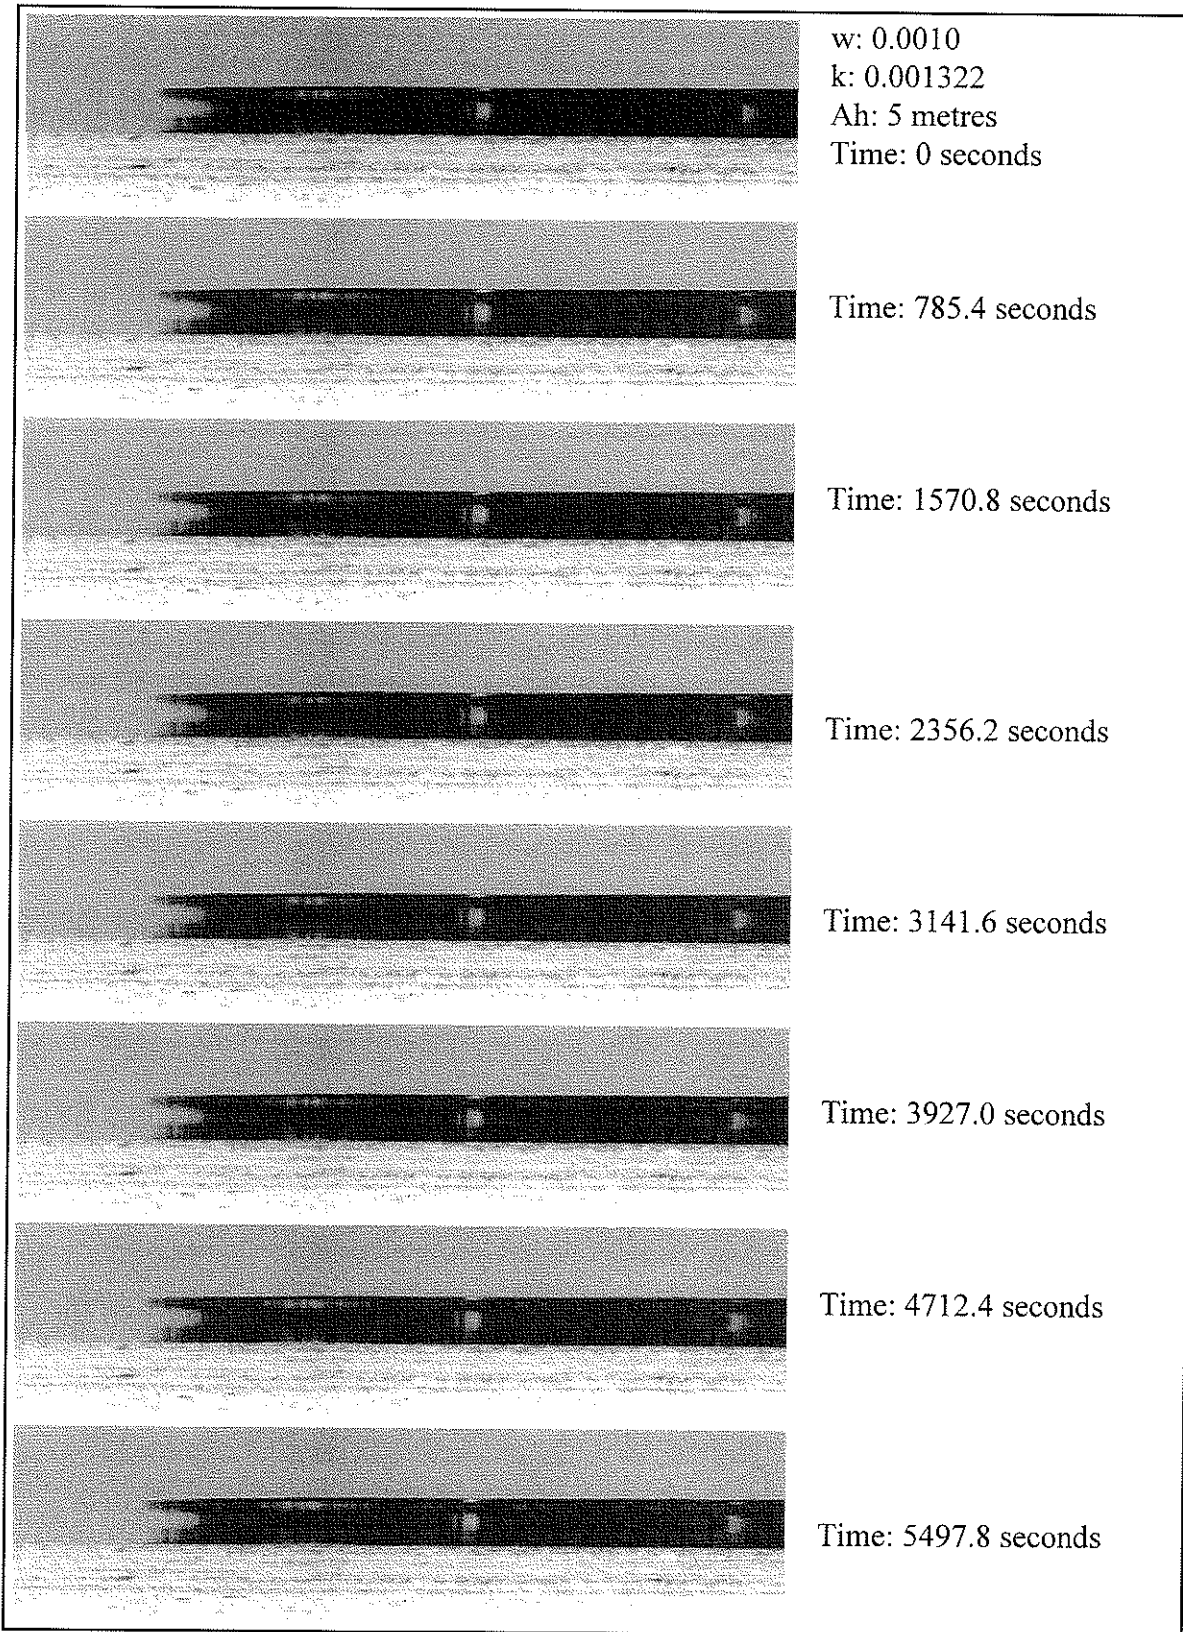 w: 0.0010
k: 0.001322
Ah: 5 metres
Time: 0 seconds
Time: 785.4 seconds
Time: 1570.8 seconds
Time: 2356.2 seconds
Time: 3141.6 seconds
Time: 3927.0 seconds
Time: 4712.4 seconds
Time: 5497.8 seconds